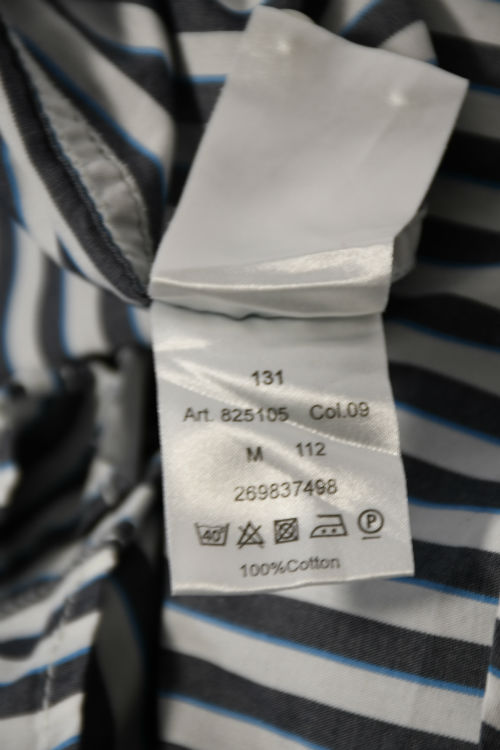 131
Art. 825105 Col.09
M 112
269837498
40° P
100%Cotton